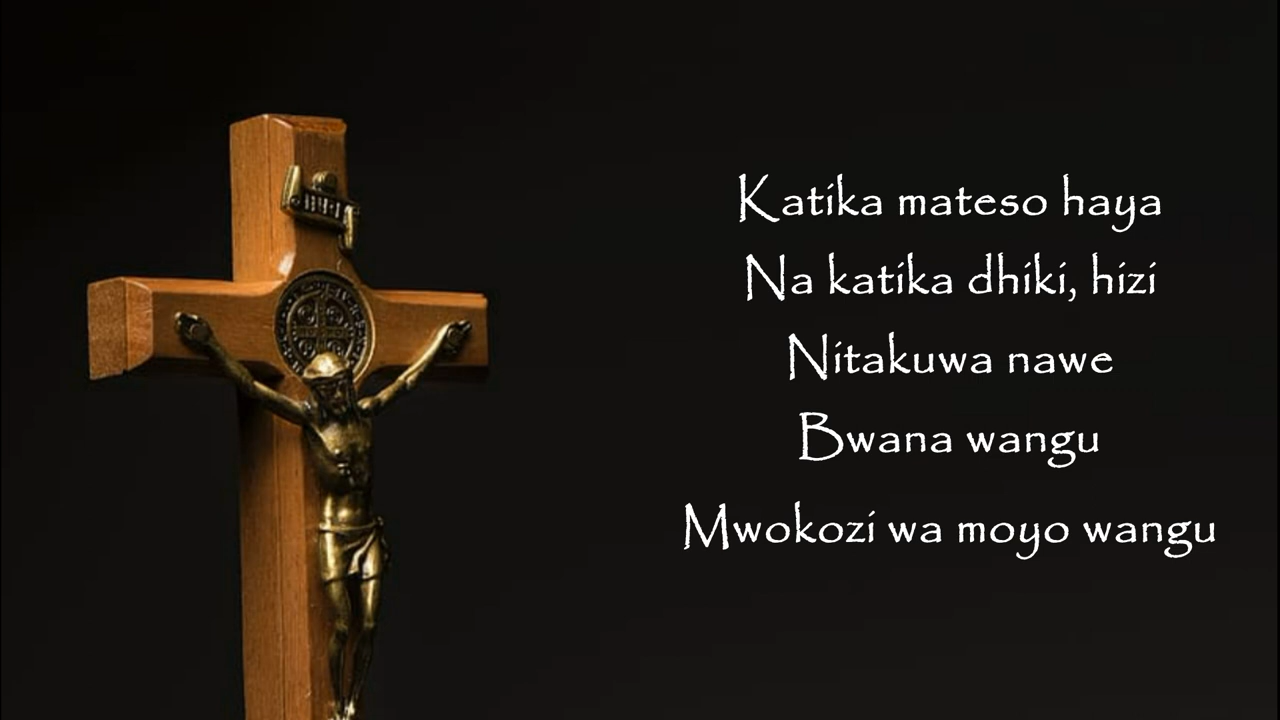 Katika mateso haya
Na katika dhiki, hizi
Nitakuwa nawe
Bwana wangu
Mwokozi wa moyo wangu